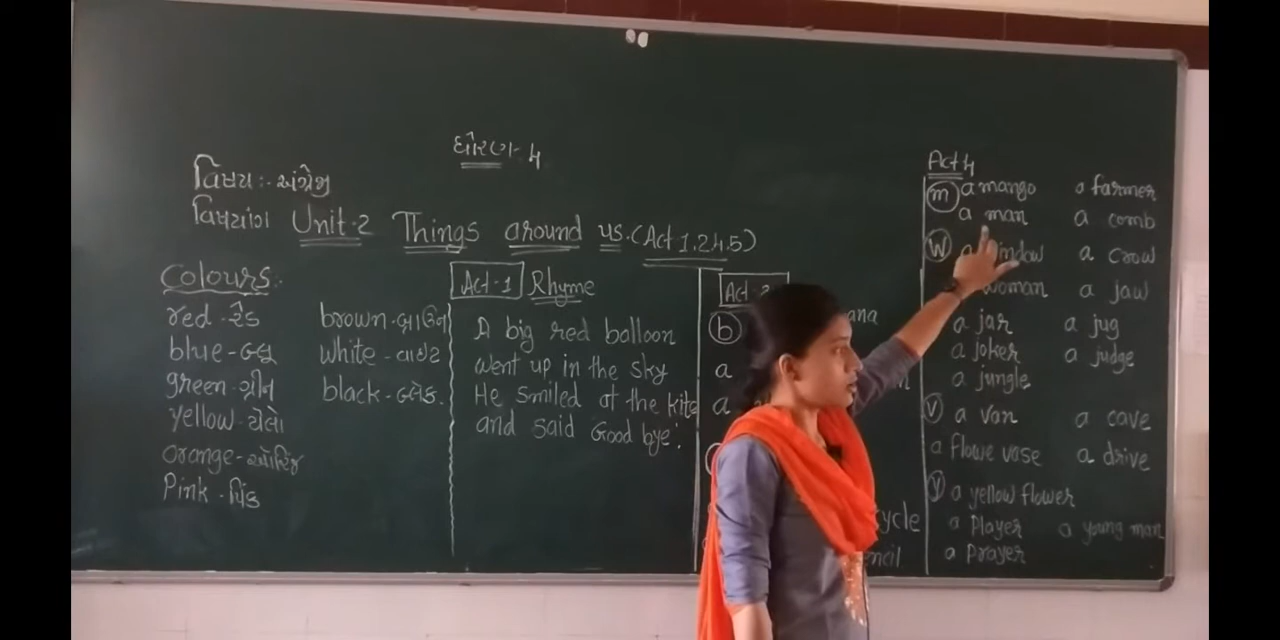 ધોરણ:- 4
વિષય:- અંગ્રેજી
વિષયાંગ Unit-2 Things around us. (Act 1,2,4,5)
Colours:-
red - રેડ
blue - બ્લૂ
green - ગ્રીન
yellow - યેલો
orange - ઓરેન્જ
Pink - પિંક
brown - બ્રાઉન
white - વાઈટ
black - બ્લેક.
Act-1 Rhyme
A big red balloon
went up in the sky
He smiled at the kite
and said Good bye.
b
a
a
Act 4
m a mango a farmer
a man a comb
w a crow
woman a jaw
a jar a jug
a joker a judge
a jungle
v a van a cave
a flowe vase a drive
y a yellow flower
a Player a young man
a prayer